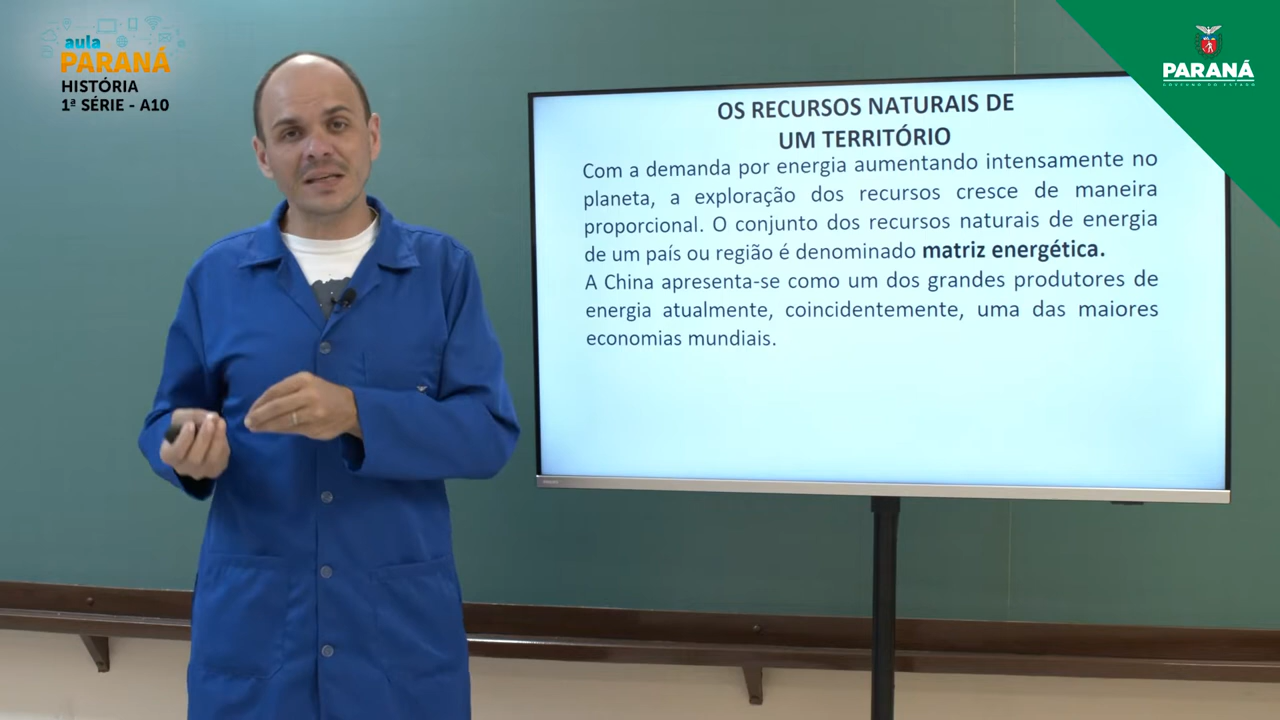 aula
PARANÁ
HISTÓRIA
1ª SÉRIE - A10
PARANÁ
GOVERNO DO ESTADO
OS RECURSOS NATURAIS DE
UM TERRITÓRIO
Com a demanda por energia aumentando intensamente no
planeta, a exploração dos recursos cresce de maneira
proporcional. O conjunto dos recursos naturais de energia
de um país ou região é denominado matriz energética.
A China apresenta-se como um dos grandes produtores de
energia atualmente, coincidentemente, uma das maiores
economias mundiais.